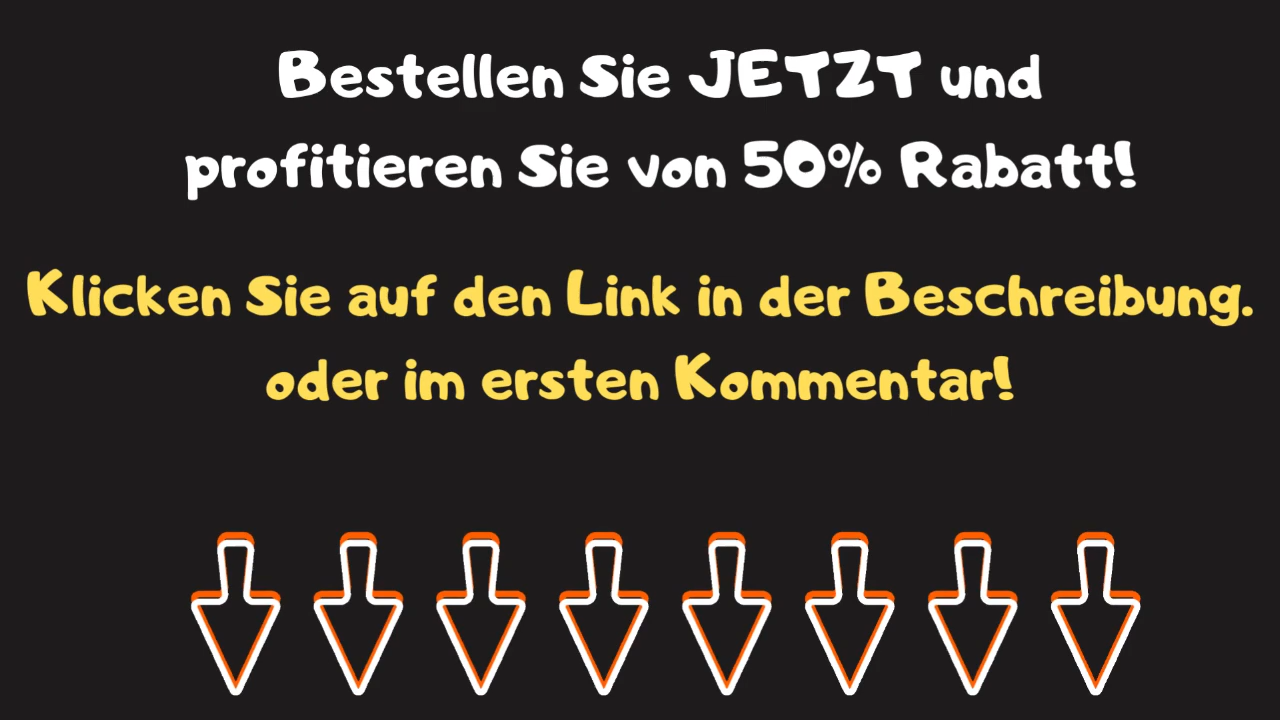 Bestellen Sie JETZT und
profitieren Sie von 50% Rabatt!
Klicken Sie auf den Link in der Beschreibung.
oder im ersten Kommentar!